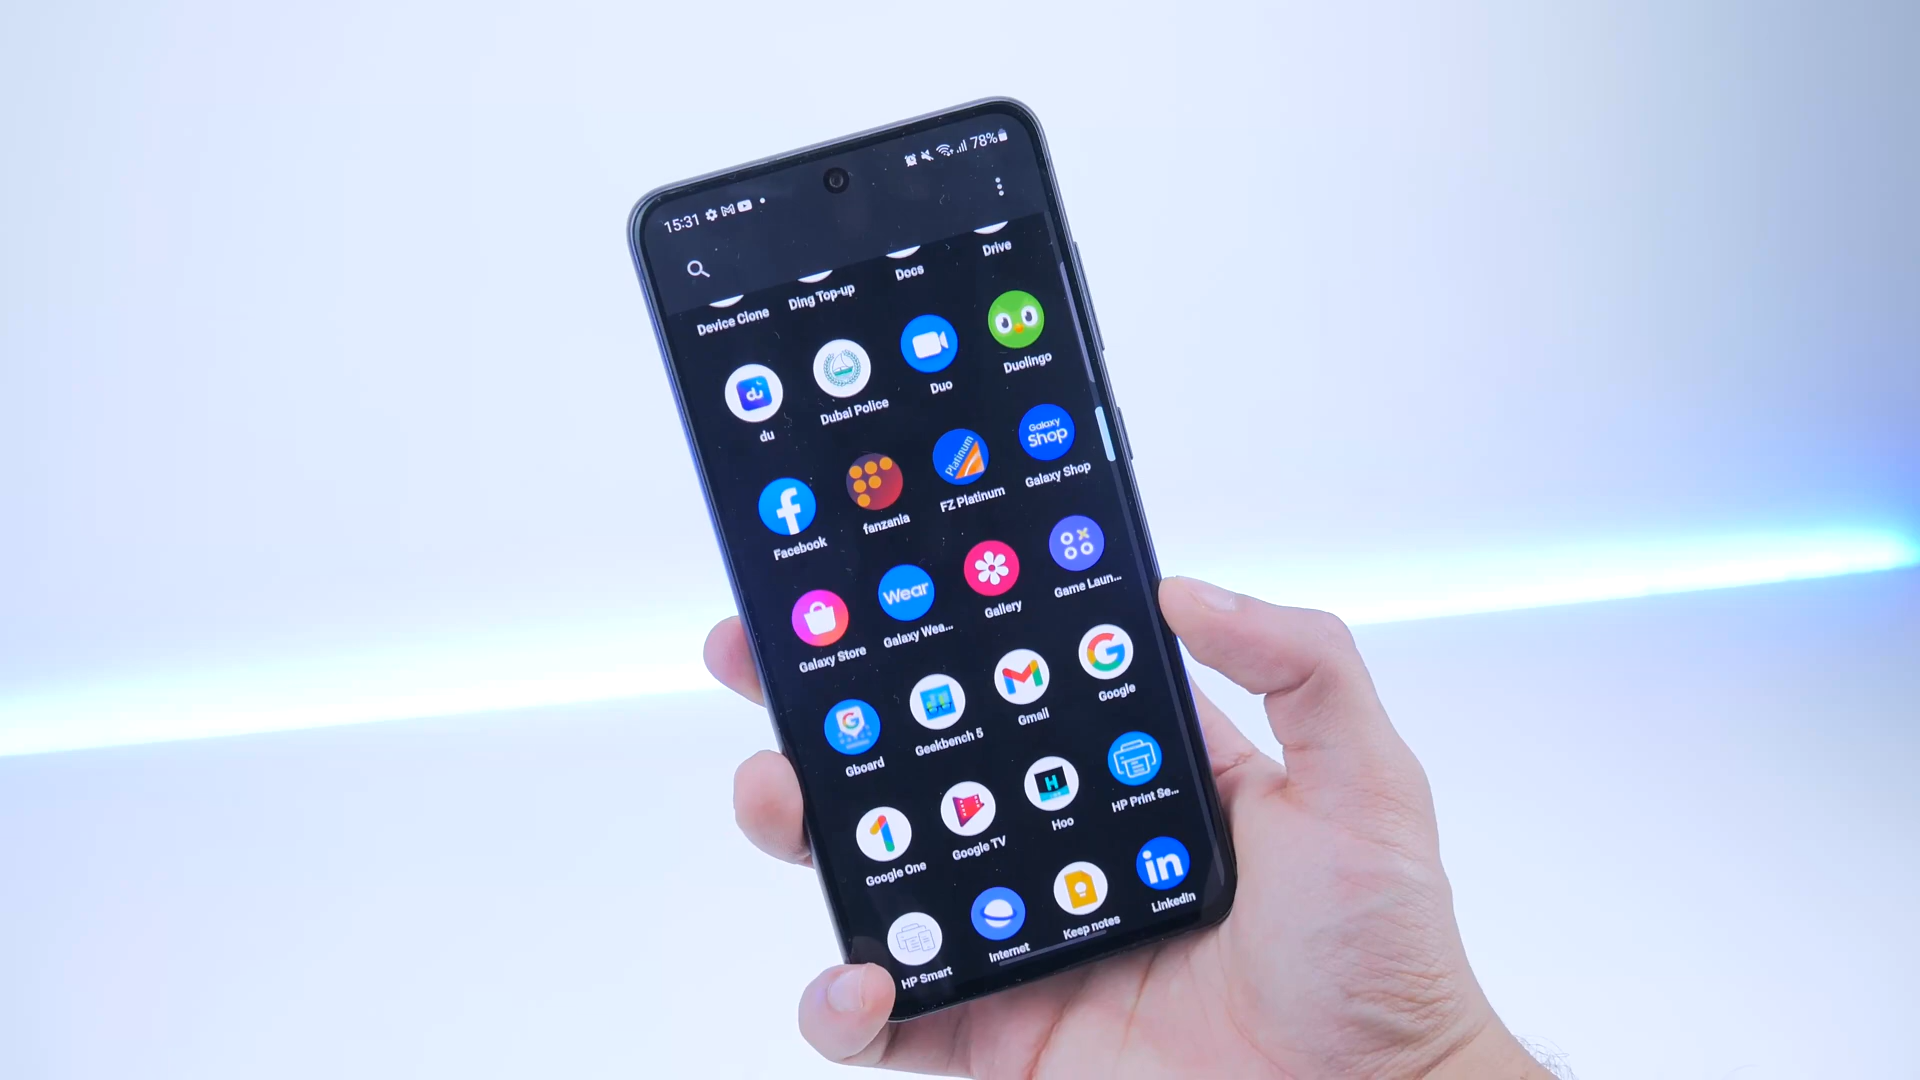 15:31
78%
Device Clone
Ding Top-up
Docs
Drive
du
du
Dubai Police
Duo
Duolingo
Facebook
fanzania
Platinum
FZ Platinum
Galaxy Shop
Galaxy Shop
Galaxy Store
Wear
Galaxy Wea...
Gallery
Game Laun...
Gboard
Geekbench 5
Gmail
Google
Google One
Google TV
H
Hoo
HP Print Se...
HP Smart
Internet
Keep notes
in
LinkedIn